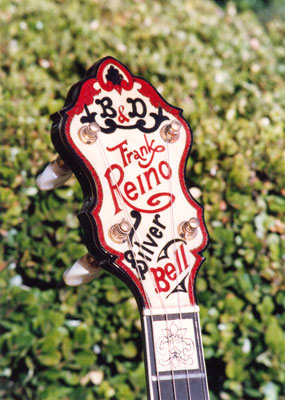 B & D
Frank
Reino
Silver
Bell